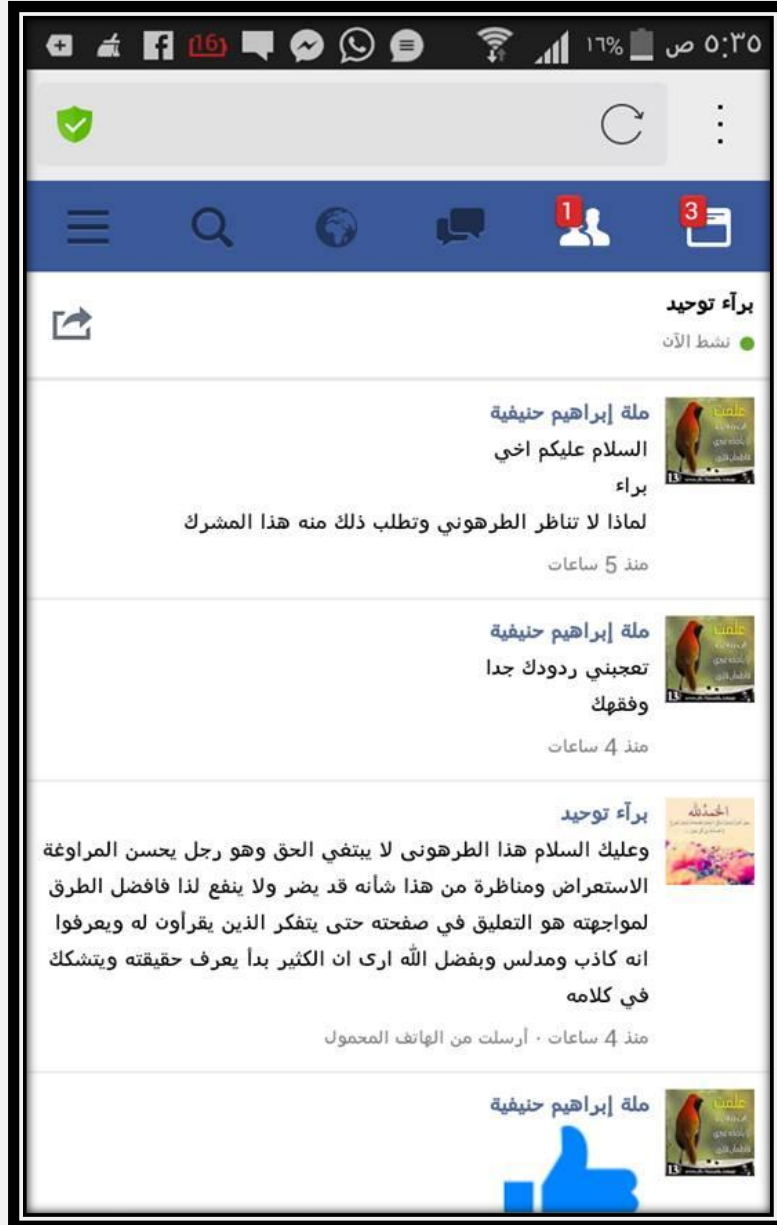 ٥:٣٥ ص
١٦%
16
1
3
برآء توحيد
نشط الآن
ملة إبراهيم حنيفية
السلام عليكم اخي
براء
لماذا لا تناظر الطرهوني وتطلب ذلك منه هذا المشرك
منذ 5 ساعات
ملة إبراهيم حنيفية
تعجبني ردودك جدا
وفقهك
منذ 4 ساعات
برآء توحيد
وعليك السلام هذا الطرهونى لا يبتغي الحق وهو رجل يحسن المراوغة
الاستعراض ومناظرة من هذا شأنه قد يضر ولا ينفع لذا فافضل الطرق
لمواجهته هو التعليق في صفحته حتى يتفكر الذين يقرأون له ويعرفوا
انه كاذب ومدلس وبفضل الله ارى ان الكثير بدأ يعرف حقيقته ويتشكك
في كلامه
منذ 4 ساعات · أرسلت من الهاتف المحمول
ملة إبراهيم حنيفية
علمت
13
الحمد لله